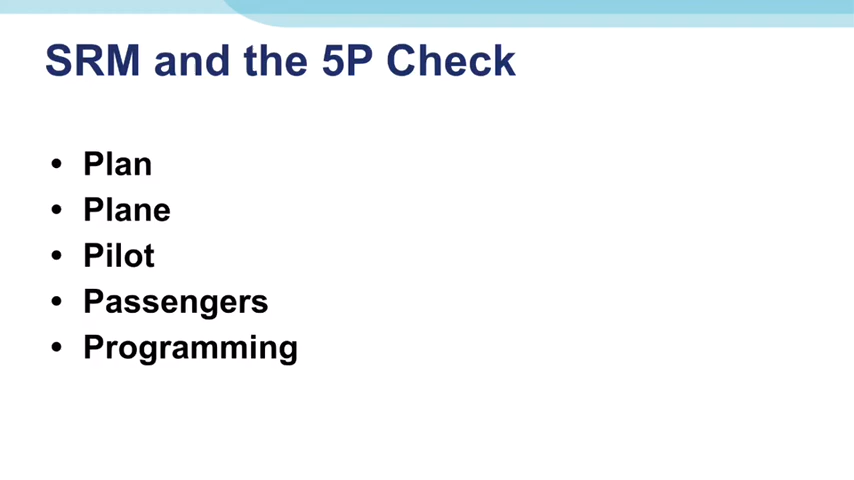 SRM and the 5P Check
• Plan
• Plane
• Pilot
• Passengers
• Programming